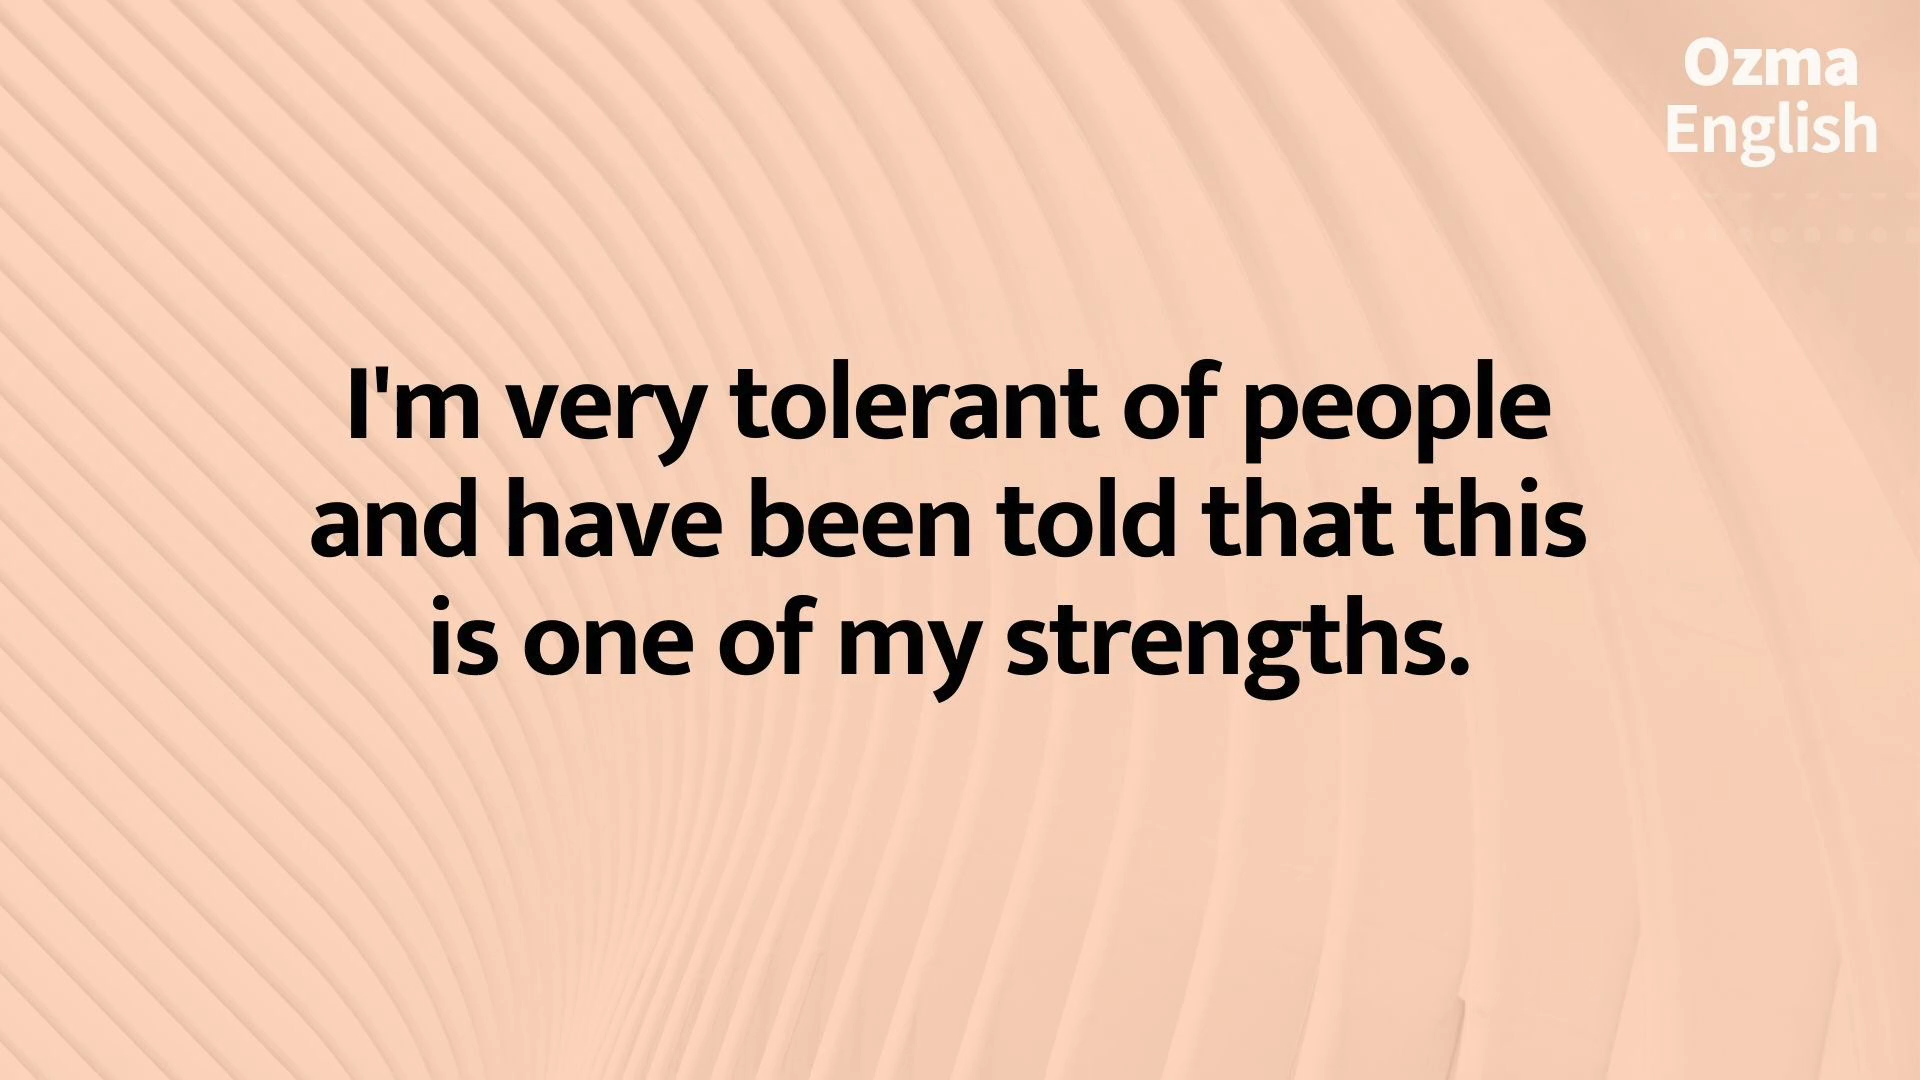 Ozma
English
I'm very tolerant of people
and have been told that this
is one of my strengths.